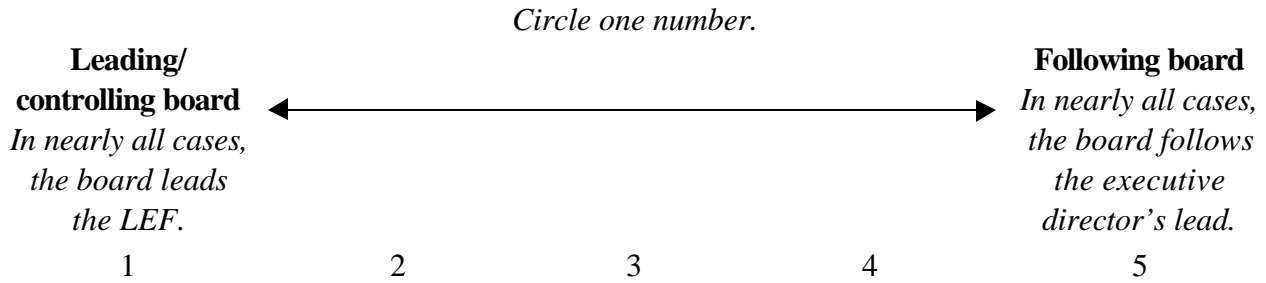 Circle one number.
Leading/
controlling board
In nearly all cases,
the board leads
the LEF.
Following board
In nearly all cases,
the board follows
the executive
director’s lead.
1 2 3 4 5